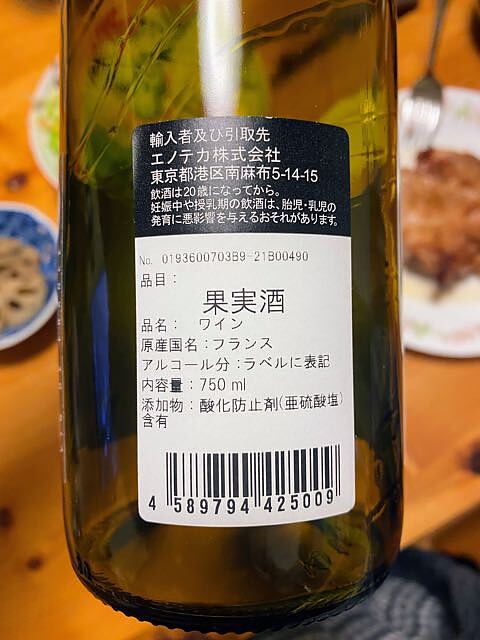 輸入者及び引取先
エノテカ株式会社
東京都港区南麻布5-14-15
飲酒は20歳になってから。
妊娠中や授乳期の飲酒は、胎児・乳児の
発育に悪影響を与えるおそれがあります。
No. 0193600703B9-21B00490
品目：
果実酒
品名： ワイン
原産国名：フランス
アルコール分：ラベルに表記
内容量：750 ml
添加物：酸化防止剤(亜硫酸塩)
含有
4 589794 425009